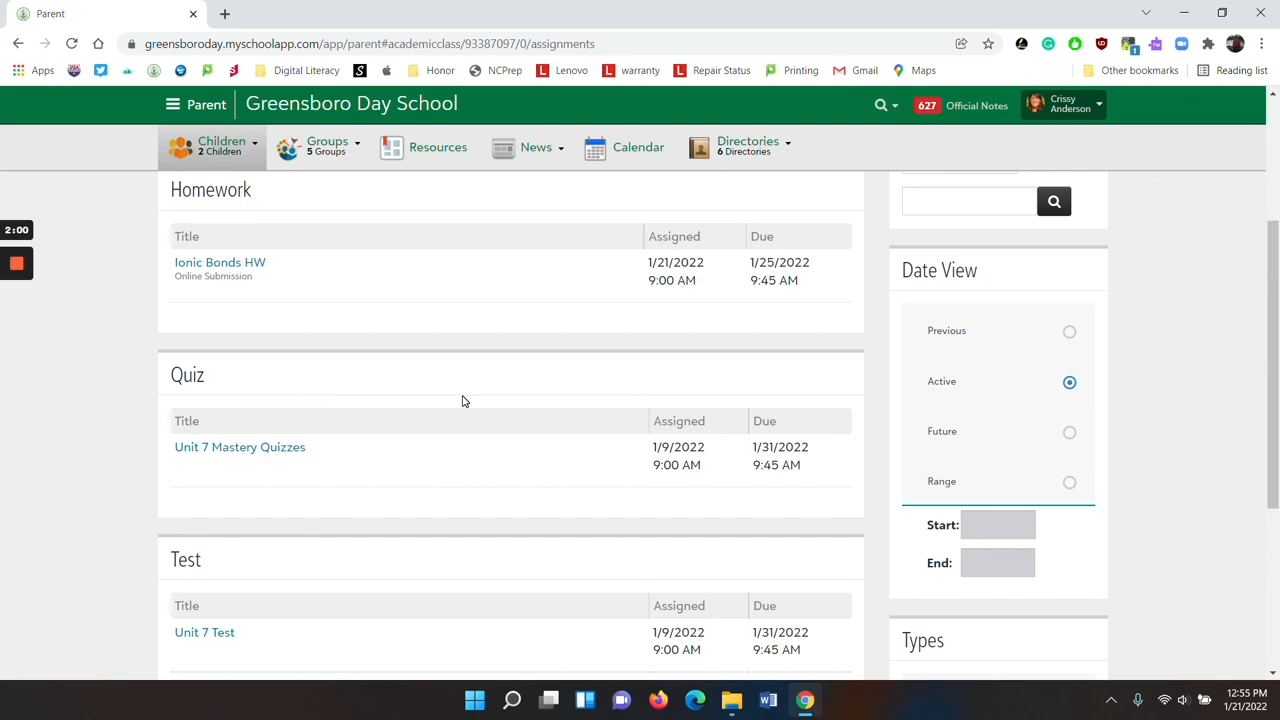 Parent
greensboroday.myschoolapp.com/app/parent#academicclass/93387097/0/assignments
Apps
Digital Literacy
S
Honor
NCPrep
L Lenovo
L warranty
L Repair Status
Printing
Gmail
Maps
Other bookmarks
Reading list
Parent
Greensboro Day School
627 Official Notes
Crissy
Anderson
Children
2 Children
Groups
5 Groups
Resources
News
Calendar
Directories
6 Directories
2:00
Homework
Title Assigned Due
Ionic Bonds HW 1/21/2022 1/25/2022
Online Submission
9:00 AM 9:45 AM
Quiz
Title Assigned Due
Unit 7 Mastery Quizzes 1/9/2022 1/31/2022
9:00 AM 9:45 AM
Test
Title Assigned Due
Unit 7 Test 1/9/2022 1/31/2022
9:00 AM 9:45 AM
Date View
Previous
Active
Future
Range
Start:
End:
Types
12:55 PM
1/21/2022